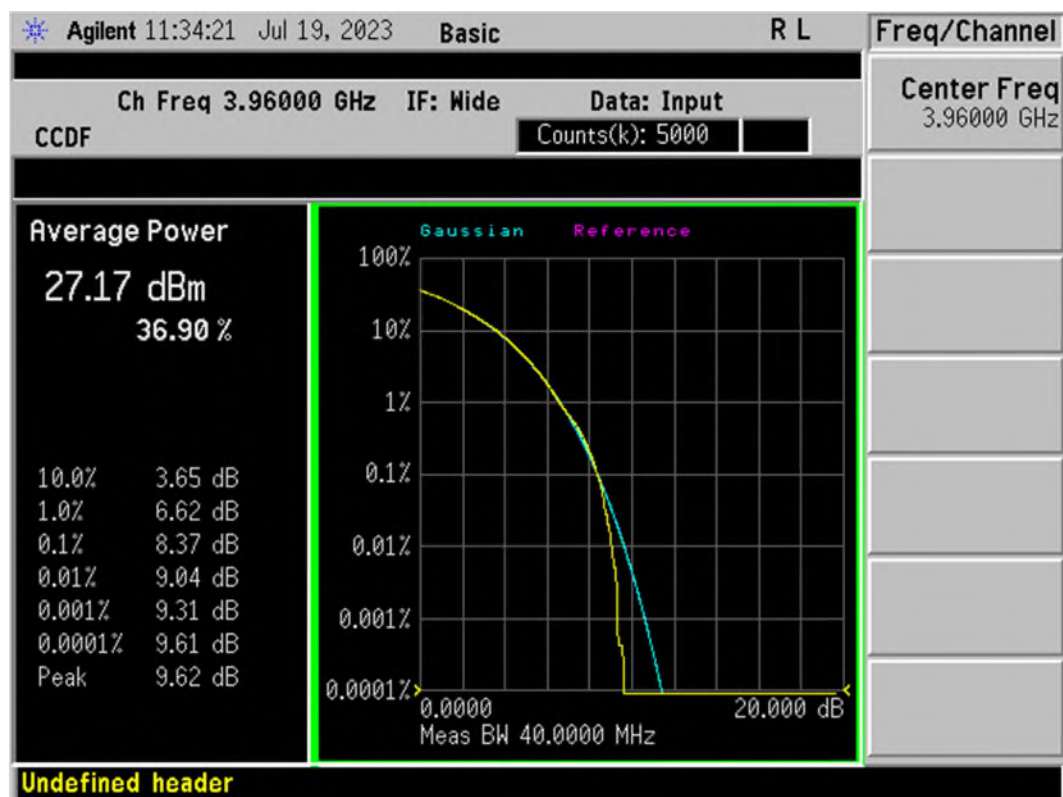 Agilent 11:34:21 Jul 19, 2023 Basic R L Freq/Channel
Ch Freq 3.96000 GHz IF: Wide Data: Input
CCDF Counts(k): 5000
Center Freq
3.96000 GHz
Average Power
27.17 dBm
36.90 %
10.0% 3.65 dB
1.0% 6.62 dB
0.1% 8.37 dB
0.01% 9.04 dB
0.001% 9.31 dB
0.0001% 9.61 dB
Peak 9.62 dB
Gaussian Reference
100%
10%
1%
0.1%
0.01%
0.001%
0.0001%
0.0000 20.000 dB
Meas BW 40.0000 MHz
Undefined header